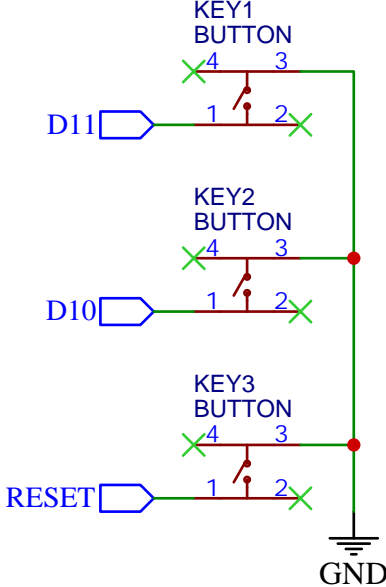 KEY1
BUTTON
4 3
D11 1 2
KEY2
BUTTON
4 3
D10 1 2
KEY3
BUTTON
4 3
RESET 1 2
GND